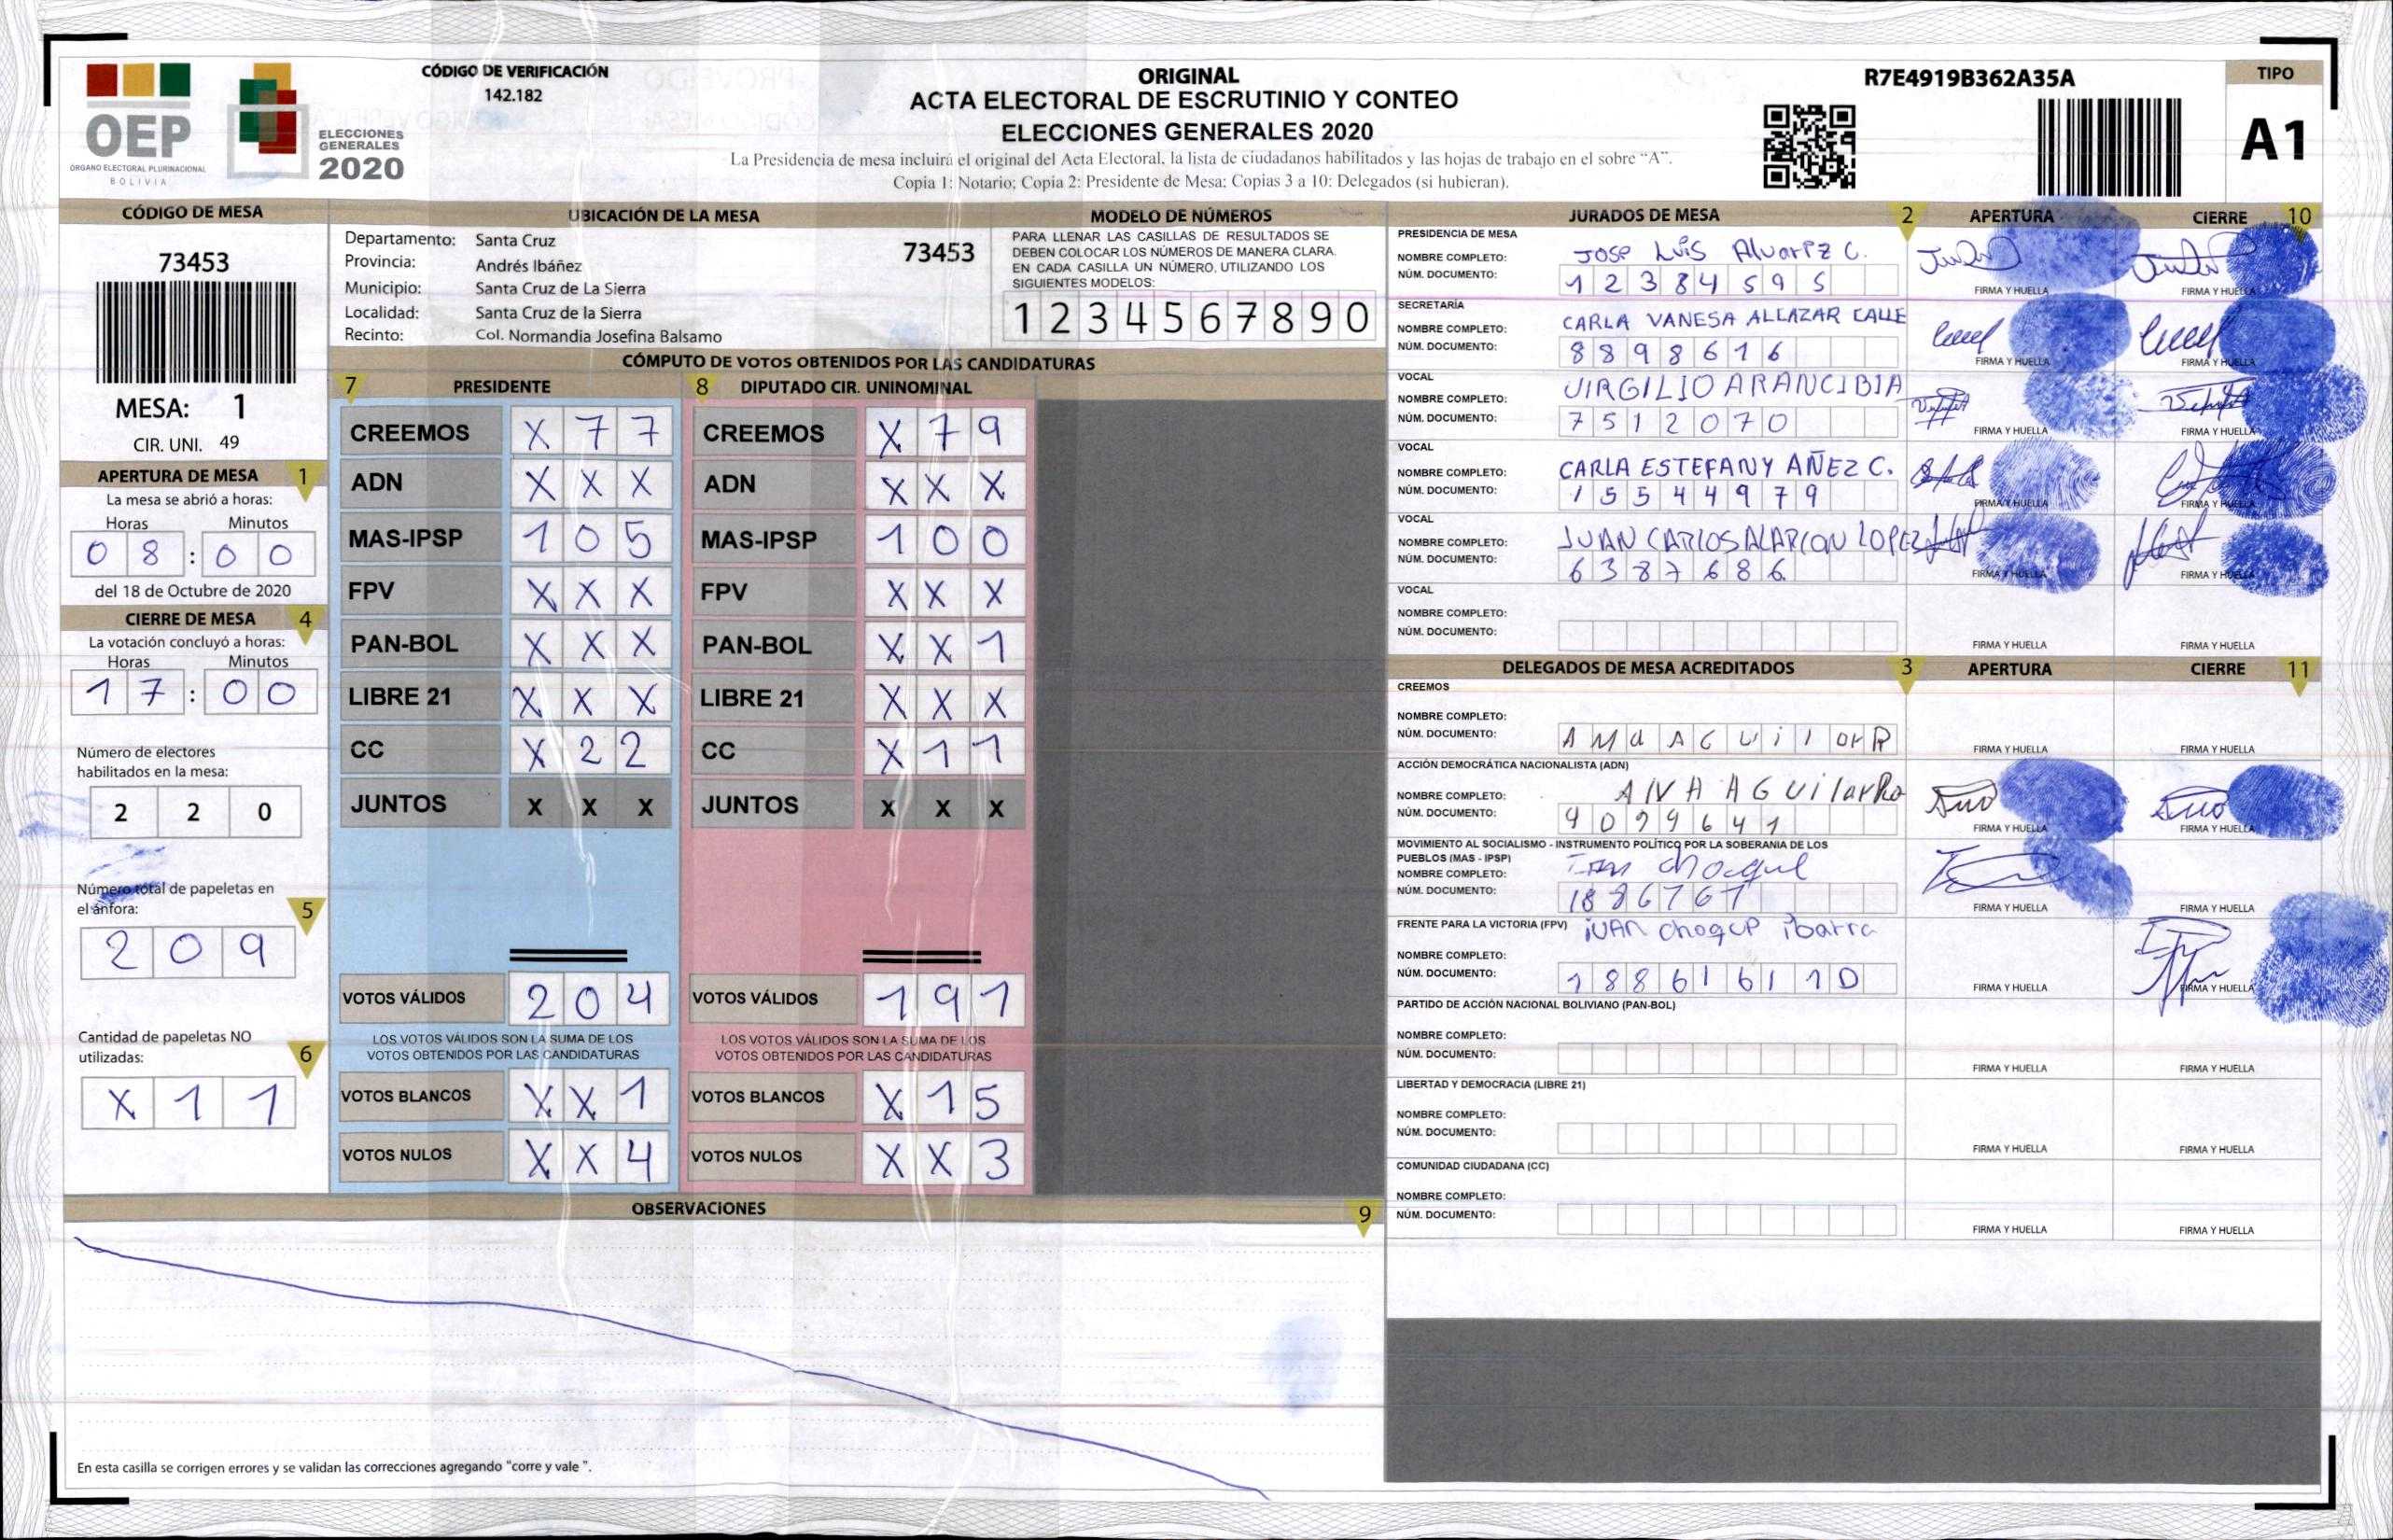 CÓDIGO DE VERIFICACIÓN
142.182
OEP
ÓRGANO ELECTORAL PLURINACIONAL
BOLIVIA
ELECCIONES
GENERALES
2020
ORIGINAL
ACTA ELECTORAL DE ESCRUTINIO Y CONTEO
ELECCIONES GENERALES 2020
La Presidencia de mesa incluirá el original del Acta Electoral, la lista de ciudadanos habilitados y las hojas de trabajo en el sobre "A".
Copia 1: Notario; Copia 2: Presidente de Mesa; Copias 3 a 10: Delegados (si hubieran).
R7E4919B362A35A
TIPO
A1
CÓDIGO DE MESA
73453
MESA: 1
CIR. UNI. 49
APERTURA DE MESA 1
La mesa se abrió a horas:
Horas Minutos
0 8 : 0 0
del 18 de Octubre de 2020
CIERRE DE MESA 4
La votación concluyó a horas:
Horas Minutos
1 7 : 0 0
Número de electores
habilitados en la mesa:
2 2 0
Número total de papeletas en
el ánfora: 5
2 0 9
Cantidad de papeletas NO
utilizadas: 6
X 1 1
UBICACIÓN DE LA MESA
Departamento: Santa Cruz
Provincia: Andrés Ibáñez
Municipio: Santa Cruz de La Sierra
Localidad: Santa Cruz de la Sierra
Recinto: Col. Normandia Josefina Balsamo
73453
MODELO DE NÚMEROS
PARA LLENAR LAS CASILLAS DE RESULTADOS SE
DEBEN COLOCAR LOS NÚMEROS DE MANERA CLARA.
EN CADA CASILLA UN NÚMERO, UTILIZANDO LOS
SIGUIENTES MODELOS:
1 2 3 4 5 6 7 8 9 0
CÓMPUTO DE VOTOS OBTENIDOS POR LAS CANDIDATURAS
7 PRESIDENTE 8 DIPUTADO CIR. UNINOMINAL
CREEMOS X 7 7 CREEMOS X 7 9
ADN X X X ADN X X X
MAS-IPSP 1 0 5 MAS-IPSP 1 0 0
FPV X X X FPV X X X
PAN-BOL X X X PAN-BOL X X 1
LIBRE 21 X X X LIBRE 21 X X X
CC X 2 2 CC X 1 1
JUNTOS X X X JUNTOS X X X
VOTOS VÁLIDOS 2 0 4 VOTOS VÁLIDOS 1 9 1
LOS VOTOS VÁLIDOS SON LA SUMA DE LOS LOS VOTOS VÁLIDOS SON LA SUMA DE LOS
VOTOS OBTENIDOS POR LAS CANDIDATURAS VOTOS OBTENIDOS POR LAS CANDIDATURAS
VOTOS BLANCOS X X 1 VOTOS BLANCOS X 1 5
VOTOS NULOS X X 4 VOTOS NULOS X X 3
OBSERVACIONES 9
En esta casilla se corrigen errores y se validan las correcciones agregando "corre y vale ".
JURADOS DE MESA 2 APERTURA CIERRE 10
PRESIDENCIA DE MESA
NOMBRE COMPLETO: JOSE LUIS Alvarez C.
NÚM. DOCUMENTO: 1 2 3 8 4 5 9 5
FIRMA Y HUELLA FIRMA Y HUELLA
SECRETARÍA
NOMBRE COMPLETO: CARLA VANESA ALCAZAR CALLE
NÚM. DOCUMENTO: 8 8 9 8 6 1 6
FIRMA Y HUELLA FIRMA Y HUELLA
VOCAL
NOMBRE COMPLETO: VIRGILIO ARANCIBIA
NÚM. DOCUMENTO: 7 5 1 2 0 7 0
FIRMA Y HUELLA FIRMA Y HUELLA
VOCAL
NOMBRE COMPLETO: CARLA ESTEFANY AÑEZ C.
NÚM. DOCUMENTO: 1 5 5 4 4 9 7 9
FIRMA Y HUELLA FIRMA Y HUELLA
VOCAL
NOMBRE COMPLETO: JUAN CARLOS ALARCON LOPEZ
NÚM. DOCUMENTO: 6 3 8 7 6 8 6
FIRMA Y HUELLA FIRMA Y HUELLA
VOCAL
NOMBRE COMPLETO:
NÚM. DOCUMENTO:
FIRMA Y HUELLA FIRMA Y HUELLA
DELEGADOS DE MESA ACREDITADOS 3 APERTURA CIERRE 11
CREEMOS
NOMBRE COMPLETO:
NÚM. DOCUMENTO:
FIRMA Y HUELLA FIRMA Y HUELLA
ACCIÓN DEMOCRÁTICA NACIONALISTA (ADN)
NOMBRE COMPLETO: ANA AGUilarRo
NÚM. DOCUMENTO: 4 0 2 9 6 4 1
FIRMA Y HUELLA FIRMA Y HUELLA
MOVIMIENTO AL SOCIALISMO - INSTRUMENTO POLÍTICO POR LA SOBERANIA DE LOS
PUEBLOS (MAS - IPSP)
NOMBRE COMPLETO:
NÚM. DOCUMENTO:
FIRMA Y HUELLA FIRMA Y HUELLA
FRENTE PARA LA VICTORIA (FPV) iVAN choque ibarra
NOMBRE COMPLETO:
NÚM. DOCUMENTO:
FIRMA Y HUELLA FIRMA Y HUELLA
PARTIDO DE ACCIÓN NACIONAL BOLIVIANO (PAN-BOL)
NOMBRE COMPLETO:
NÚM. DOCUMENTO:
FIRMA Y HUELLA FIRMA Y HUELLA
LIBERTAD Y DEMOCRACIA (LIBRE 21)
NOMBRE COMPLETO:
NÚM. DOCUMENTO:
FIRMA Y HUELLA FIRMA Y HUELLA
COMUNIDAD CIUDADANA (CC)
NOMBRE COMPLETO:
NÚM. DOCUMENTO:
FIRMA Y HUELLA FIRMA Y HUELLA